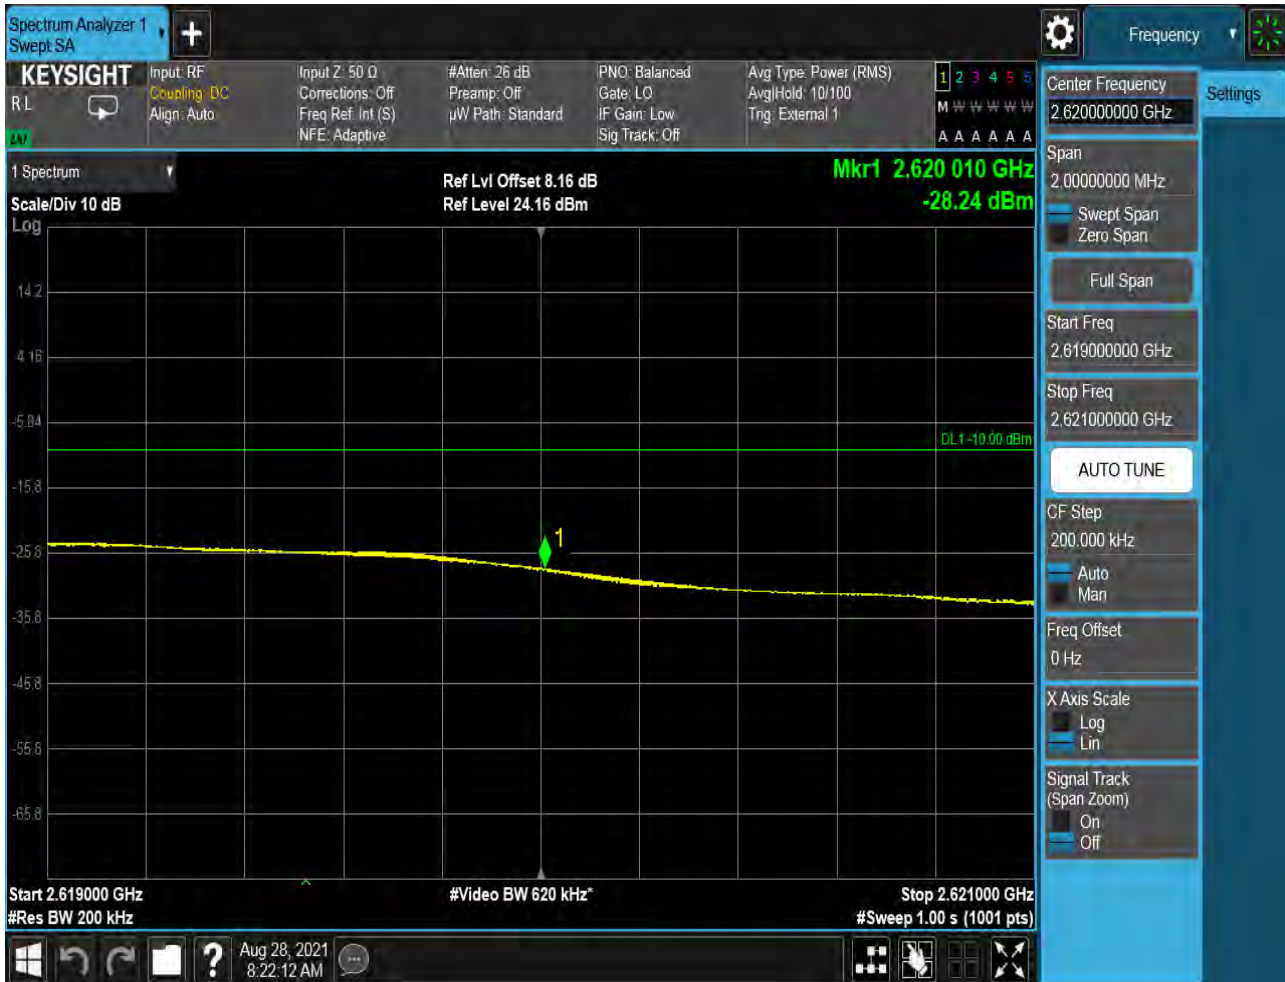 Spectrum Analyzer 1
Swept SA
Frequency
KEYSIGHT
R L
Input: RF
Coupling: DC
Align: Auto
Input Z: 50 Ω
Corrections: Off
Freq Ref: Int (S)
NFE: Adaptive
#Atten: 26 dB
Preamp: Off
µW Path: Standard
PNO: Balanced
Gate: LO
IF Gain: Low
Sig Track: Off
Avg Type: Power (RMS)
Avg|Hold: 10/100
Trig: External 1
1 2 3 4 5 6
M W W W W W
A A A A A A
1 Spectrum
Scale/Div 10 dB
Log
Ref Lvl Offset 8.16 dB
Ref Level 24.16 dBm
Mkr1 2.620 010 GHz
-28.24 dBm
14.2
4.16
-5.84
DL1 -10.00 dBm
-15.8
1
-25.8
-35.8
-45.8
-55.8
-65.8
Start 2.619000 GHz
#Video BW 620 kHz*
Stop 2.621000 GHz
#Res BW 200 kHz
#Sweep 1.00 s (1001 pts)
Center Frequency
2.620000000 GHz
Settings
Span
2.00000000 MHz
Swept Span
Zero Span
Full Span
Start Freq
2.619000000 GHz
Stop Freq
2.621000000 GHz
AUTO TUNE
CF Step
200.000 kHz
Auto
Man
Freq Offset
0 Hz
X Axis Scale
Log
Lin
Signal Track
(Span Zoom)
On
Off
?
Aug 28, 2021
8:22:12 AM